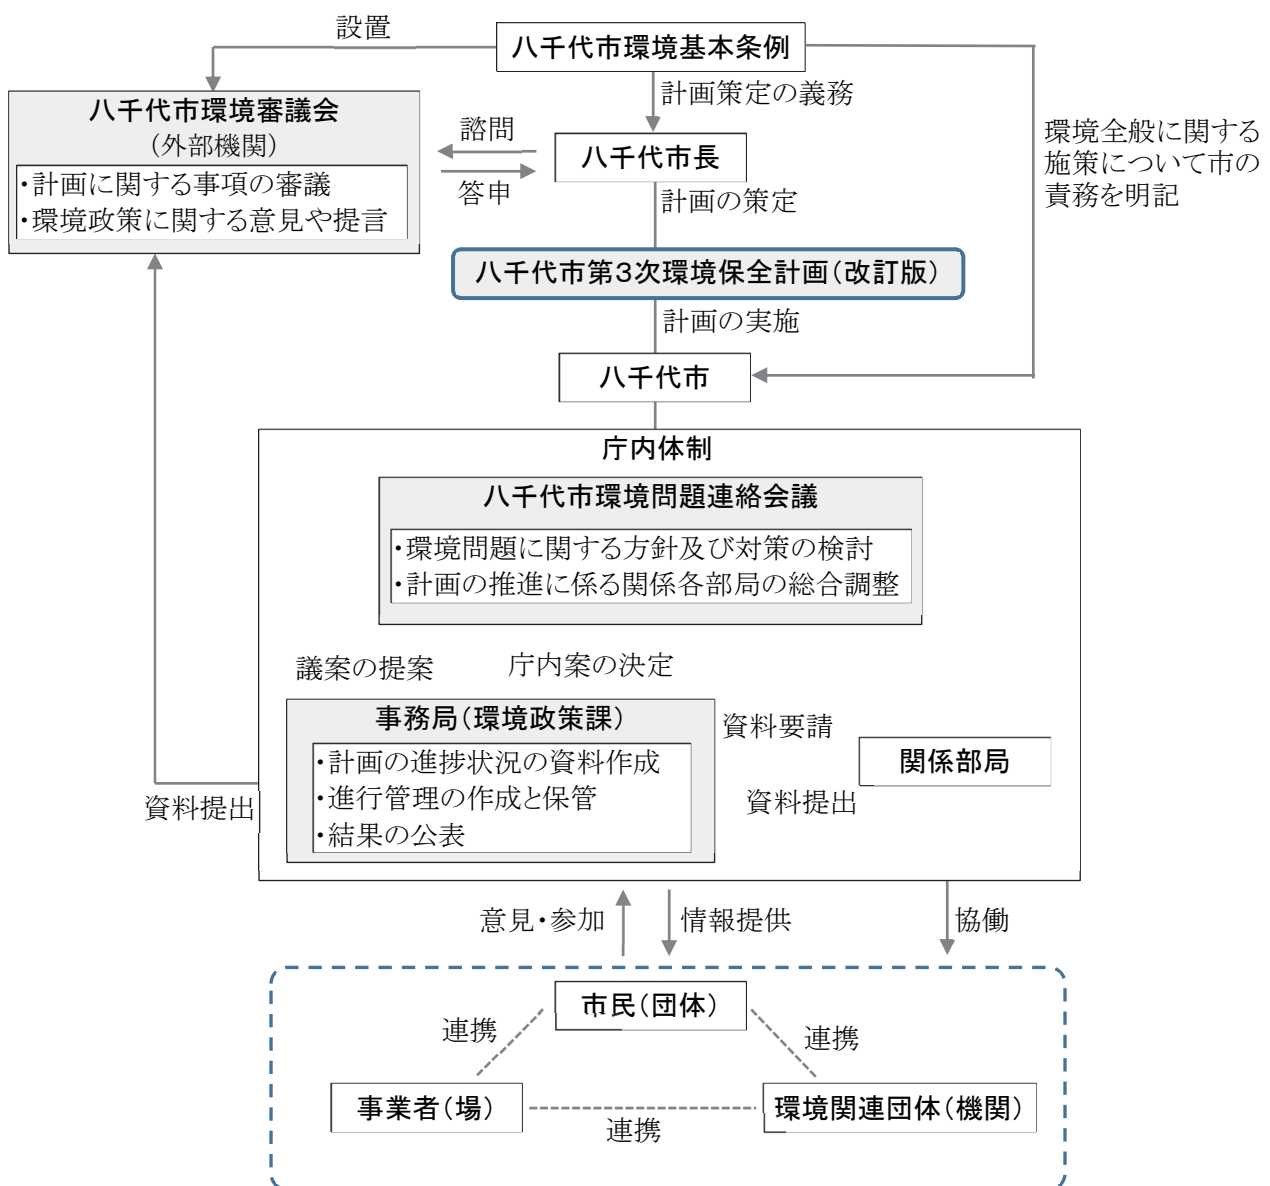 設置
八千代市環境基本条例
計画策定の義務
八千代市環境審議会
(外部機関)
・計画に関する事項の審議
・環境政策に関する意見や提言
諮問
答申
八千代市長
環境全般に関する
施策について市の
責務を明記
計画の策定
八千代市第3次環境保全計画(改訂版)
計画の実施
八千代市
庁内体制
八千代市環境問題連絡会議
・環境問題に関する方針及び対策の検討
・計画の推進に係る関係各部局の総合調整
議案の提案
庁内案の決定
事務局(環境政策課)
・計画の進捗状況の資料作成
・進行管理の作成と保管
・結果の公表
資料要請
関係部局
資料提出
資料提出
意見・参加
情報提供
協働
市民(団体)
連携
連携
事業者(場)
環境関連団体(機関)
連携